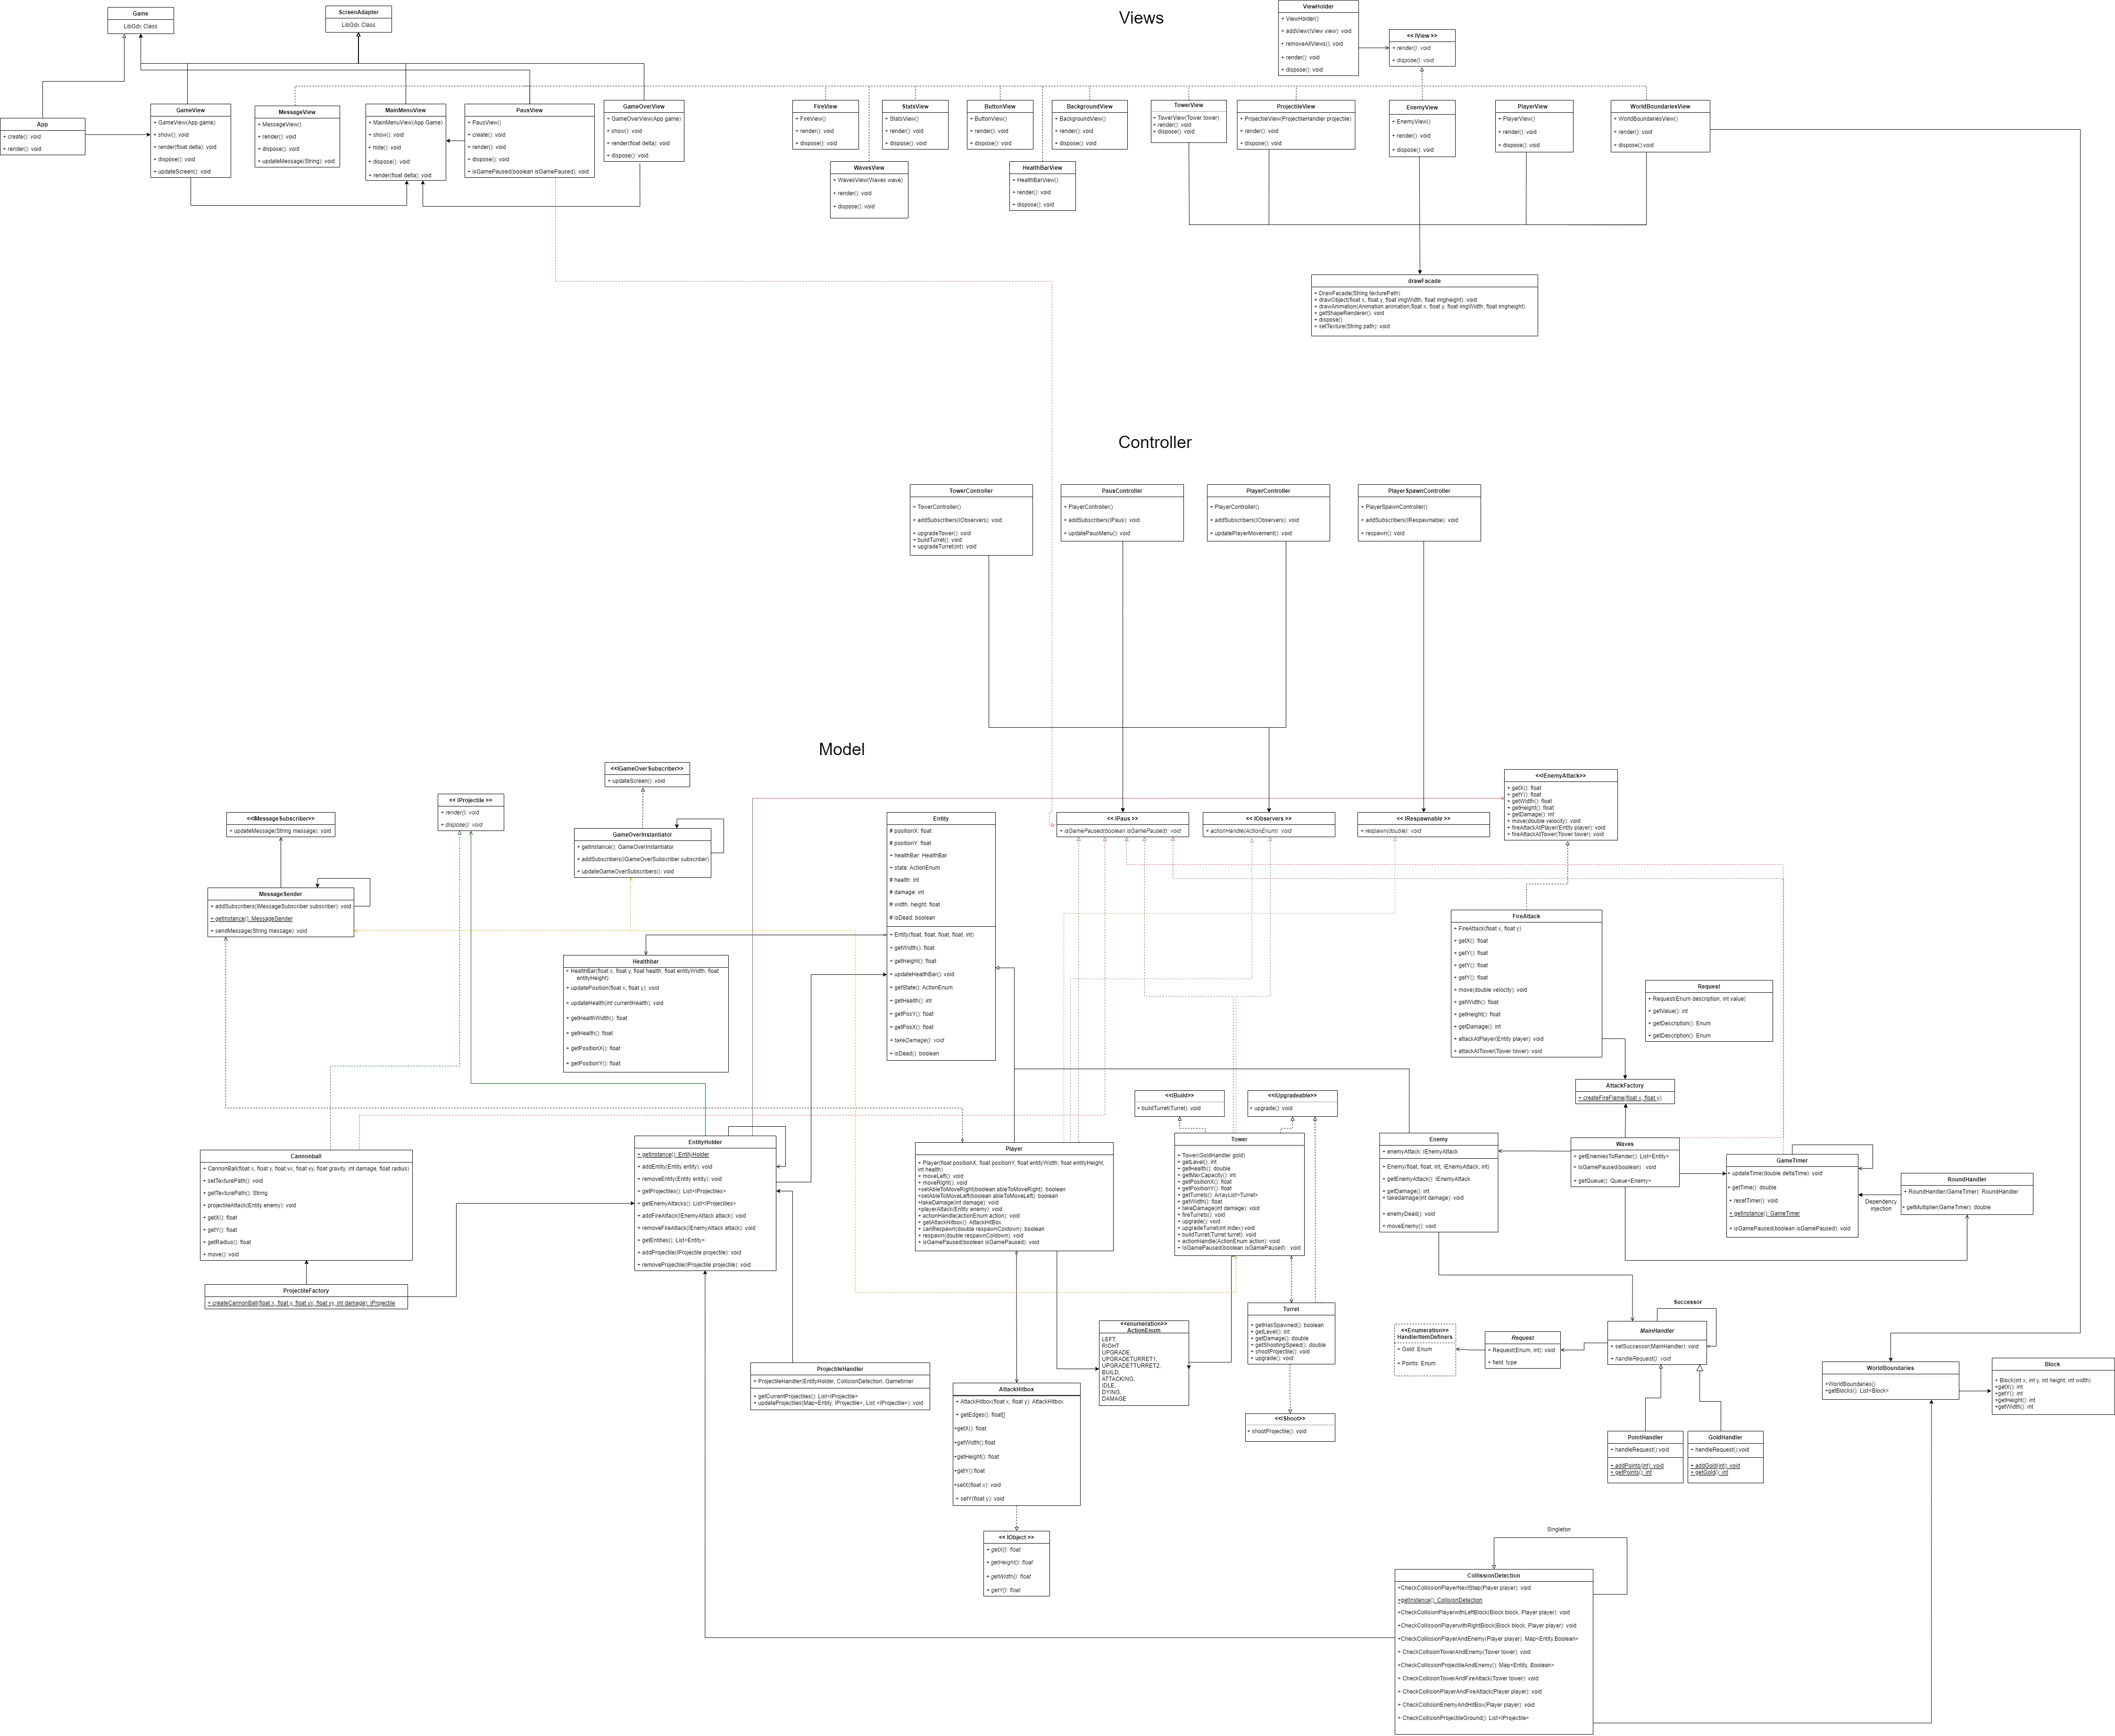 Game
LibGdx Class
ScreenAdapter
LibGdx Class
Views
ViewHolder
+ ViewHolder()
+ addView(IView view): void
+ removeAllViews(): void
+ render(): void
+ dispose(): void
<< IView >>
+ render(): void
+ dispose(): void
App
+ create(): void
+ render(): void
GameView
+ GameView(App game)
+ show(): void
+ render(float delta): void
+ dispose(): void
+ updateScreen(): void
MessageView
+ MessageView()
+ render(): void
+ dispose(): void
+ updateMessage(String): void
MainMenuView
+ MainMenuView(App Game)
+ show(): void
+ hide(): void
+ dispose(): void
+ render(float delta): void
PausView
+ PausView()
+ create(): void
+ render(): void
+ dispose(): void
+ isGamePaused(boolean isGamePaused): void
GameOverView
+ GameOverView(App game)
+ show(): void
+ render(float delta): void
+ dispose(): void
FireView
+ FireView()
+ render(): void
+ dispose(): void
StatsView
+ StatsView()
+ render(): void
+ dispose(): void
ButtonView
+ ButtonView()
+ render(): void
+ dispose(): void
BackgroundView
+ BackgroundView()
+ render(): void
+ dispose(): void
TowerView
+ TowerView(Tower tower)
+ render(): void
+ dispose(): void
ProjectileView
+ ProjectileView(ProjectileHandler projectile)
+ render(): void
+ dispose(): void
EnemyView
+ EnemyView()
+ render(): void
+ dispose(): void
PlayerView
+ PlayerView()
+ render(): void
+ dispose(): void
WorldBoundariesView
+ WorldBoundariesView()
+ render(): void
+ dispose():void
WavesView
+ WavesView(Waves wave)
+ render(): void
+ dispose(): void
HealthBarView
+ HealthBarView()
+ render(): void
+ dispose(): void
drawFacade
+ DrawFacade(String texturePath)
+ drawObject(float x, float y, float imgWidth, float imgheight) :void
+ drawAnimation(Animation animation,float x, float y, float imgWidth, float imgheight)
+ getShapeRenderer(): void
+ dispose()
+ setTexture(String path): void
Controller
TowerController
+ TowerController()
+ addSubscribers(IObservers): void
+ upgradeTower(): void
+ buildTurret(): void
+ upgradeTurret(int): void
PausController
+ PlayerController()
+ addSubscribers(IPaus): void
+ updatePausMenu(): void
PlayerController
+ PlayerController()
+ addSubscribers(IObservers): void
+ updatePlayerMovement(): void
PlayerSpawnController
+ PlayerSpawnController()
+ addSubscribers(IRespawnable): void
+ respawn(): void
Model
<<IGameOverSubscriber>>
+ updateScreen(): void
<<IMessageSubscriber>>
+ updateMessage(String message): void
<< IProjectile >>
+ render(): void
+ dispose(): void
GameOverInstantiator
+ getInstance(): GameOverInstantiator
+ addSubscribers(IGameOverSubscriber subscriber)
+ updateGameOverSubscribers(): void
Entity
# positionX: float
# positionY: float
+ healthBar: HealthBar
+ state: ActionEnum
# health: int
# damage: int
# width, height: float
# isDead: boolean
+ Entity(float, float, float, float, int)
+ getWidth(): float
+ getHeight(): float
+ updateHealthBar(): void
+ getState(): ActionEnum
+ getHealth(): int
+ getPosY(): float
+ getPosX(): float
+ takeDamage(): void
+ isDead(): boolean
<< IPaus >>
+ isGamePaused(boolean isGamePaused): void
<< IObservers >>
+ actionHandle(ActionEnum): void
<< IRespawnable >>
+ respawn(double): void
<<IEnemyAttack>>
+ getX(): float
+ getY(): float
+ getWidth(): float
+ getHeight(): float
+ getDamage(): int
+ move(double velocity): void
+ fireAttackAtPlayer(Entity player): void
+ fireAttackAtTower(Tower tower): void
MessageSender
+ addSubscribers(IMessageSubscriber subscriber): void
+ getInstance(): MessageSender
+ sendMessage(String message): void
Healthbar
+ HealthBar(float x, float y, float health, float entityWidth, float
entityHeight)
+ updatePosition(float x, float y): void
+ updateHealth(int currentHealth): void
+ getHealthWidth(): float
+ getHealth(): float
+ getPositionX(): float
+ getPositionY(): float
FireAttack
+ FireAttack(float x, float y)
+ getX(): float
+ getY(): float
+ getY(): float
+ getY(): float
+ move(double velocity): void
+ getWidth(): float
+ getHeight(): float
+ getDamage(): int
+ attackAtPlayer(Entity player): void
+ attackAtTower(Tower tower): void
Request
+ Request(Enum description, int value)
+ getValue(): int
+ getDescription(): Enum
+ getDescription(): Enum
AttackFactory
+ createFireFlame(float x, float y)
<<IBuild>>
+ buildTurret(Turret): void
<<IUpgradeable>>
+ upgrade(): void
Cannonball
+ CannonBall(float x, float y, float vx, float vy, float gravity, int damage, float radius)
+ setTexturePath(): void
+ getTexturePath(): String
+ projectileAttack(Entity enemy): void
+ getX(): float
+ getY(): float
+ getRadius(): float
+ move(): void
ProjectileFactory
+ createCannonBall(float x, float y, float vx, float vy, int damage): IProjectile
EntityHolder
+ getInstance(): EntityHolder
+ addEntity(Entity entity): void
+ removeEntity(Entity entity): void
+ getProjectiles(): List<IProjectiles>
+ getEnemyAttacks(): List<IProjectiles>
+ addFireAttack(IEnemyAttack attack): void
+ removeFireAttack(IEnemyAttack attack): void
+ getEntities(): List<Entity>
+ addProjectile(IProjectile projectile): void
+ removeProjectile(IProjectile projectile): void
Player
+ Player(float positionX, float positionY, float entityWidth, float entityHeight,
int health)
+ moveLeft(): void
+ moveRight(): void
+setAbleToMoveRight(boolean ableToMoveRight): boolean
+setAbleToMoveLeft(boolean ableToMoveLeft): boolean
+takeDamage(int damage): void
+playerAttack(Entity enemy): void
+ actionHandle(actionEnum action): void
+ getAttackHitbox(): AttackHitBox
+ canRespawn(double respawnColdown): boolean
+ respawn(double respawnColdown): void
+ isGamePaused(boolean isGamePaused): void
Tower
+ Tower(GoldHandler gold)
+ getLevel(): int
+ getHealth(): double
+ getMaxCapacity(): int
+ getPositionX(): float
+ getPositionY(): float
+ getTurrets(): ArrayList<Turret>
+ getWidth(): float
+ takeDamage(int damage): void
+ fireTurrets(): void
+ upgrade(): void
+ upgradeTurret(int index):void
+ buildTurret(Turret turret): void
+ actionHandle(ActionEnum action): void
+ IsGamePaused(boolean isGamePaused) : void
Enemy
+ enemyAttack: IEnemyAttack
+ Enemy(float, float, int, IEnemyAttack, int)
+ getEnemyAttack(): IEnemyAttack
+ getDamage(): int
+ takedamage(int damage): void
+ enemyDead(): void
+ moveEnemy(): void
Waves
+ getEnemiesToRender(): List<Entity>
+ IsGamePaused(boolean) : void
+ getQueue(): Queue<Enemy>
GameTimer
+ updateTime(double deltaTime): void
+ getTime(): double
+ resetTimer(): void
+ getInstance(): GameTimer
+ isGamePaused(boolean isGamePaused): void
Dependency
injection
RoundHandler
+ RoundHandler(GameTimer): RoundHandler
+ getMultiplier(GameTimer): double
Turret
+ getHasSpawned(): boolean
+ getLevel(): int
+ getDamage(): double
+ getShootingSpeed(): double
+ shootProjectile(): void
+ upgrade(): void
<<enumeration>>
ActionEnum
LEFT,
RIGHT
UPGRADE,
UPGRADETURRET1,
UPGRADETTURRET2,
BUILD,
ATTACKING,
IDLE,
DYING,
DAMAGE
<<Enumeration>>
HandlerItemDefiners
+ Gold: Enum
+ Points: Enum
Request
+ Request(Enum, int): void
+ field: type
Successor
MainHandler
+ setSuccessor(MainHandler): void
+ handleRequest(): void
WorldBoundaries
+WorldBoundaries()
+getBlocks(): List<Block>
Block
+ Block(int x, int y, int height, int width)
+getX(): int
+getY(): int
+getHeight(): int
+getWidth(): int
ProjectileHandler
+ ProjectileHandler(EntityHolder, CollisionDetection, Gametimer
+ getCurrentProjectiles(): List<IProjectile>
+ updateProjectiles(Map<Entity, IProjectile>, List <IProjectile>): void
AttackHitbox
+ AttackHitbox(float x, float y): AttackHitbox
+ getEdges(): float[]
+getX(): float
+getWidth():float
+getHeight(): float
+getY():float
+setX(float x): void
+ setY(float y): void
<<IShoot>>
+ shootProjectile(): void
PointHandler
+ handleRequest():void
+ addPoints(int): void
+ getPoints(): int
GoldHandler
+ handleRequest():void
+ addGold(int): void
+ getGold(): int
<< IObject >>
+ getX(): float
+ getHeight(): float
+ getWidth(): float
+ getY(): float
Singleton
CollissionDetection
+CheckCollissionPlayerNextStep(Player player): void
+getInstance(): CollisionDetection
+CheckCollisionPlayerwithLeftBlock(Block block, Player player): void
+CheckCollisionPlayerwithRightBlock(Block block, Player player): void
+CheckCollisionPlayerAndEnemy(Player player): Map<Entity,Boolean>
+ CheckCollisionTowerAndEnemy(Tower tower): void
+CheckCollissionProjectileAndEnemy(): Map<Entity, Boolean>
+ CheckCollisionTowerAndFireAttack(Tower tower): void
+ CheckCollisionPlayerAndFireAttack(Player player): void
+ CheckCollisionEnemyAndHitBox(Player player): void
+ CheckCollisionProjectileGround(): List<IProjectile>